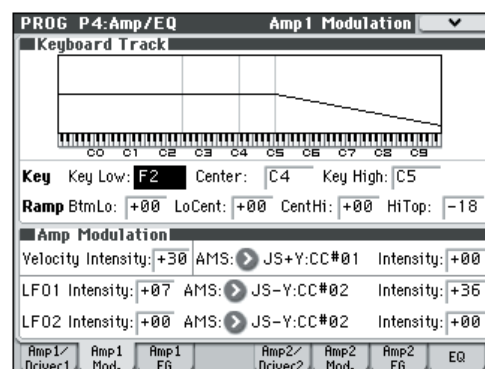 PROG P4:Amp/EQ Amp1 Modulation
Keyboard Track
C0 C1 C2 C3 C4 C5 C6 C7 C8 C9
Key Key Low: F2 Center: C4 Key High: C5
Ramp BtmLo: +00 LoCent: +00 CentHi: +00 HiTop: -18
Amp Modulation
Velocity Intensity: +30 AMS: JS+Y:CC#01 Intensity: +00
LFO1 Intensity: +07 AMS: JS-Y:CC#02 Intensity: +36
LFO2 Intensity: +00 AMS: JS-Y:CC#02 Intensity: +00
Amp1/ Amp1 Amp1 Amp2/ Amp2 Amp2 EQ
Driver1 Mod. EG Driver2 Mod. EG